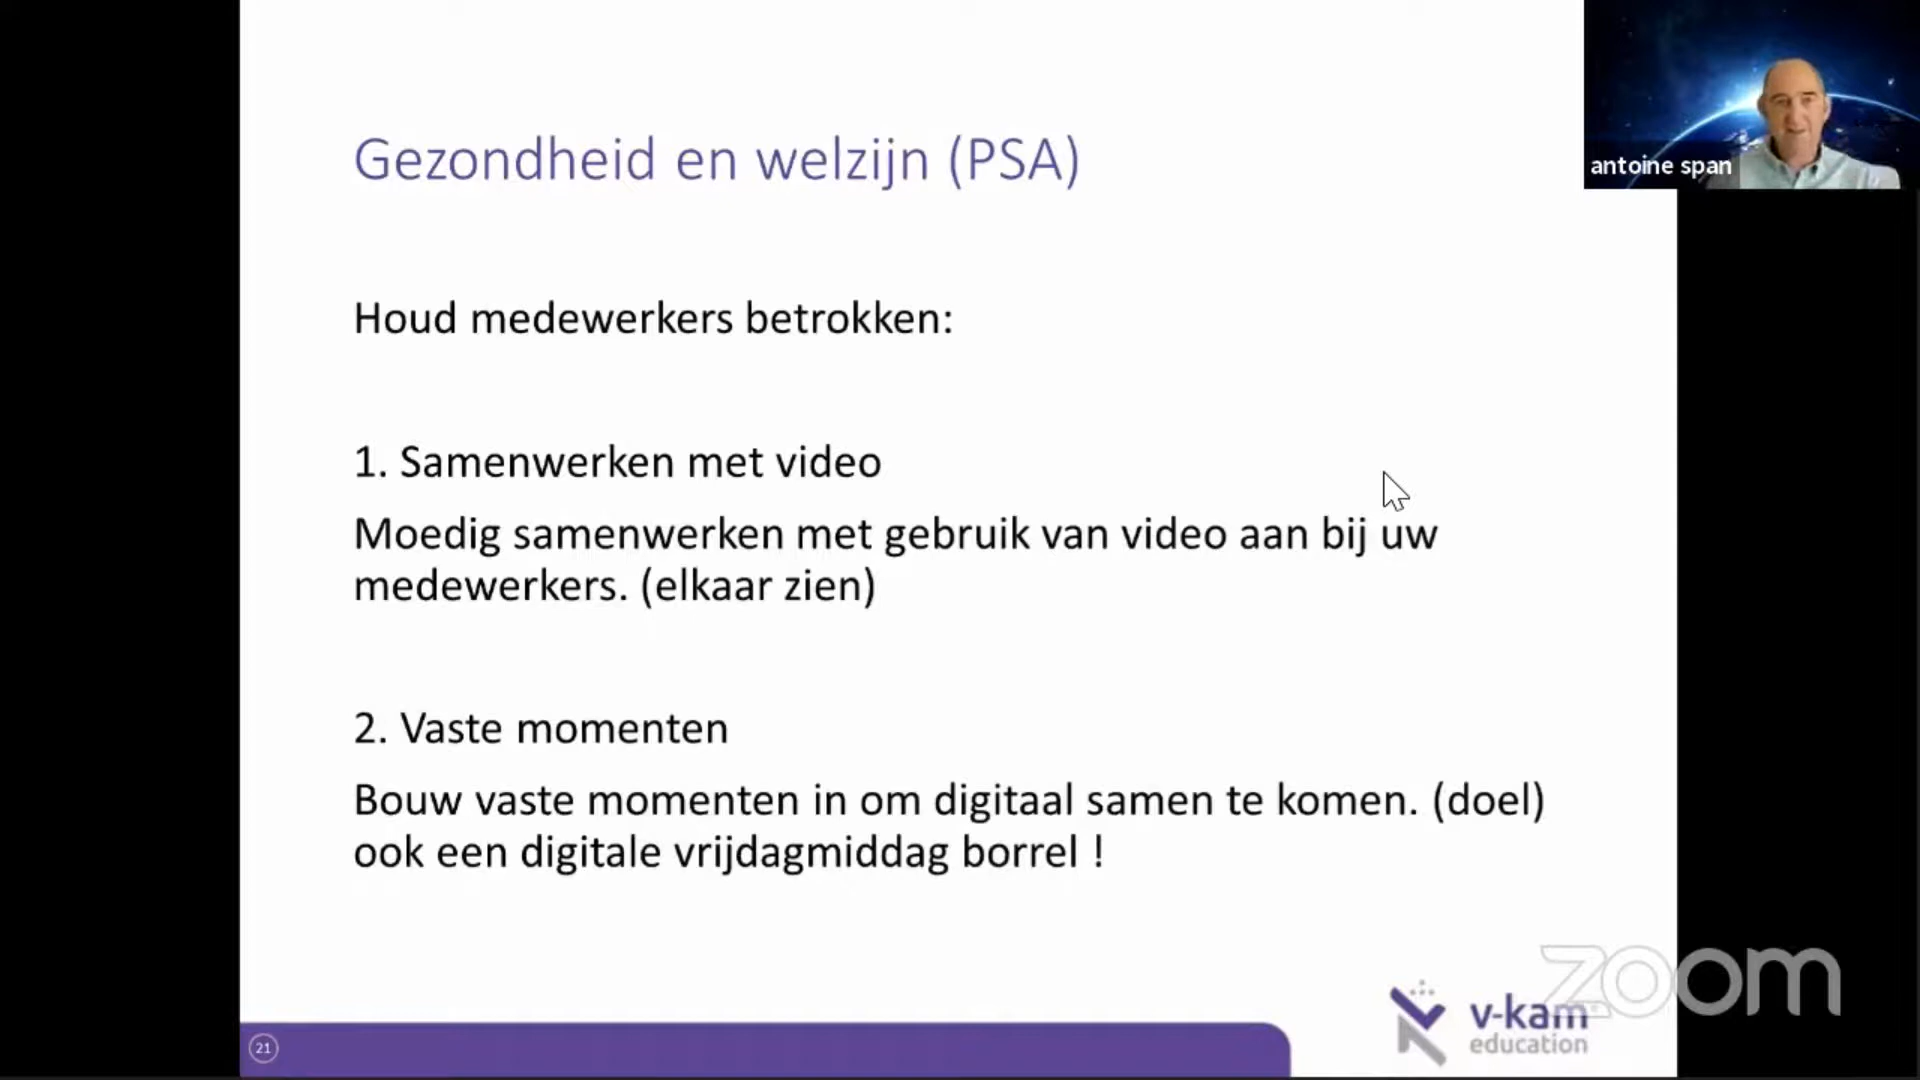 Gezondheid en welzijn (PSA)
antoine span
Houd medewerkers betrokken:
1. Samenwerken met video
Moedig samenwerken met gebruik van video aan bij uw
medewerkers. (elkaar zien)
2. Vaste momenten
Bouw vaste momenten in om digitaal samen te komen. (doel)
ook een digitale vrijdagmiddag borrel !
zoom
v-kam
education
21